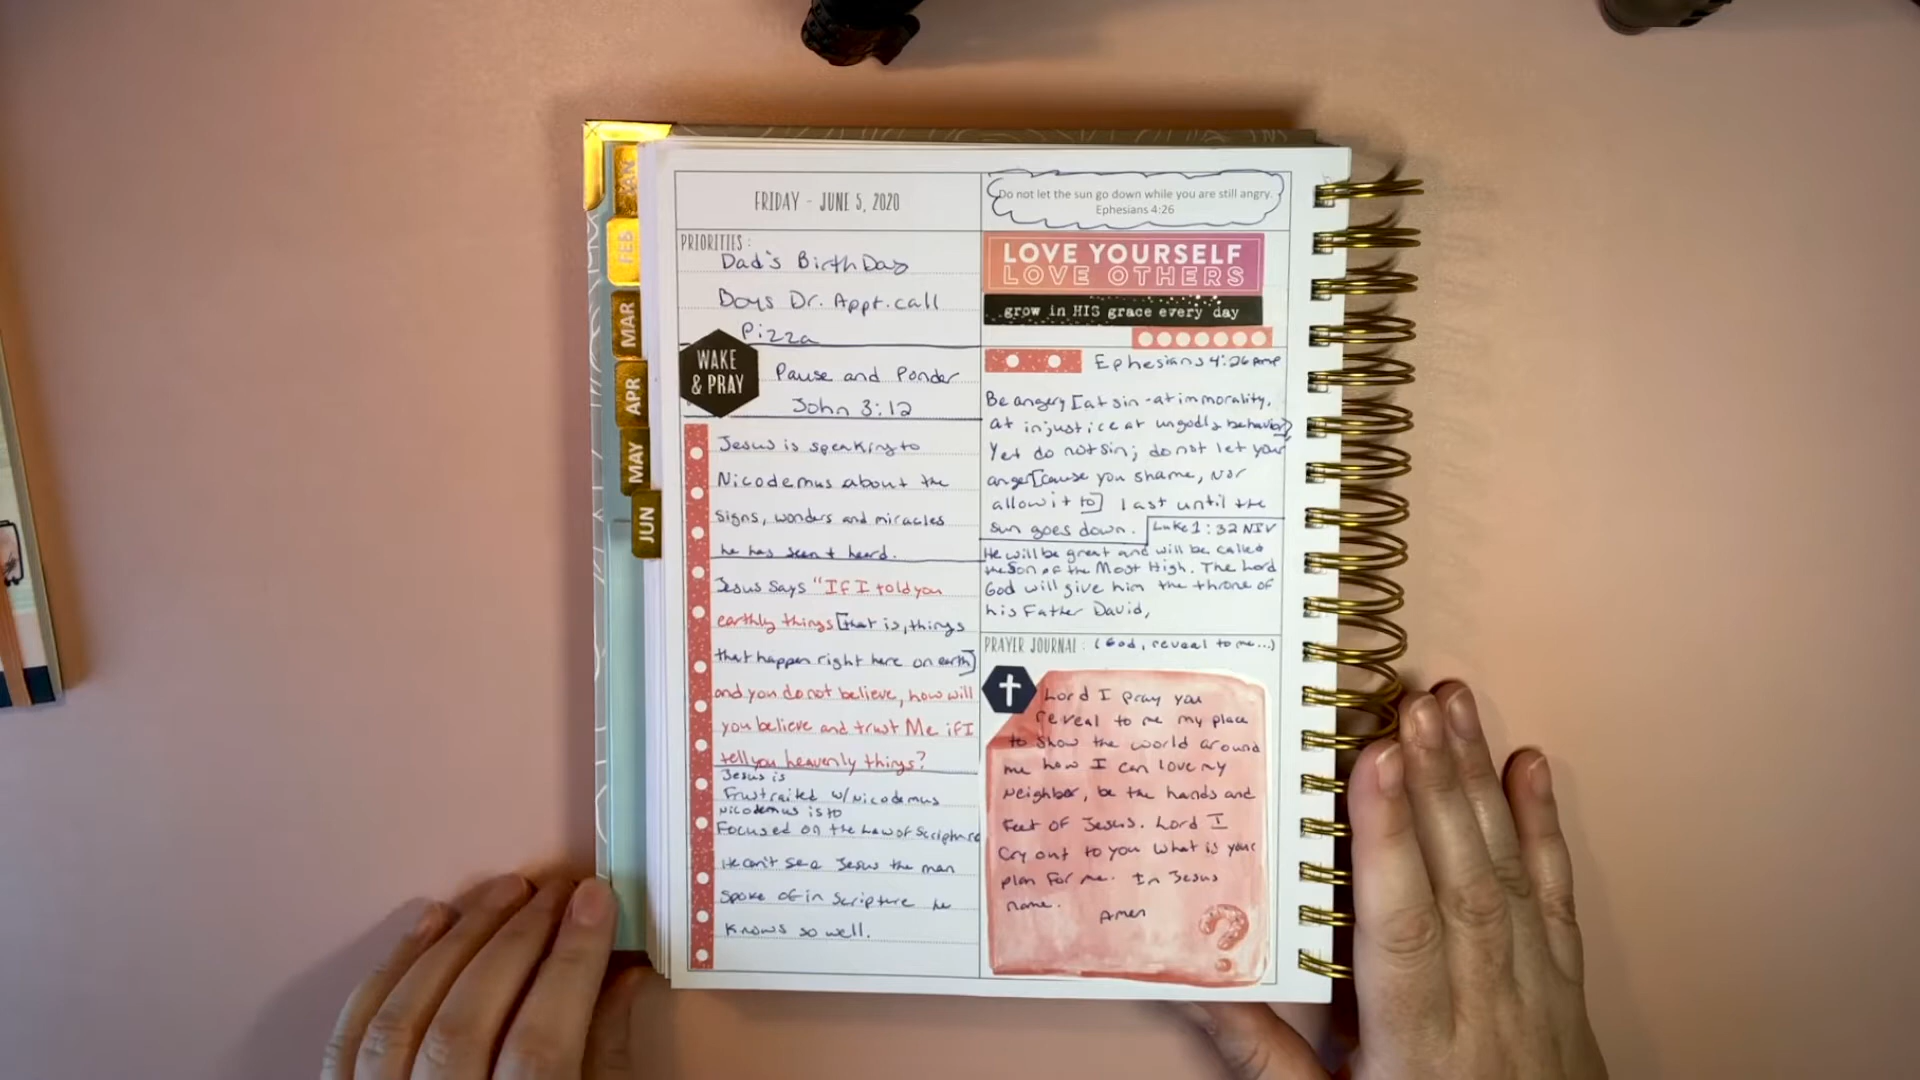 JAN
FEB
MAR
APR
MAY
JUN
FRIDAY - JUNE 5, 2020
PRIORITIES:
Dad's BirthDay
Boys Dr. Appt. call
Pizza
WAKE
& PRAY
Pause and Ponder
John 3:12
Jesus is speaking to
Nicodemus about the
signs, wonders and miracles
he has seen + heard.
Jesus says "If I told you
earthly things [that is, things
that happen right here on earth]
and you do not believe, how will
you believe and trust Me if I
tell you heavenly things?
Jesus is
Frustraited w/Nicodemus
Nicodemus is to
Focused on the Law of Scripture
He can't see Jesus the man
spoke of in Scripture he
knows so well.
Do not let the sun go down while you are still angry.
Ephesians 4:26
LOVE YOURSELF
LOVE OTHERS
grow in HIS grace every day
Ephesians 4:26 AMP
Be angery [at sin - at immorality,
at injustice at ungodly behavior],
Yet do not sin; do not let your
anger [cause you shame, nor
allow it to] last until the
sun goes down.
Luke 1:32 NIV
He will be great and will be called
the Son of the Most High. The Lord
God will give him the throne of
his Father David,
PRAYER JOURNAL: (God, reveal to me...)
Lord I pray you
reveal to me my place
to show the world around
me how I can love my
Neighbor, be the hands and
feet of Jesus. Lord I
Cry out to you what is your
plan for me. In Jesus
name.
Amen
?